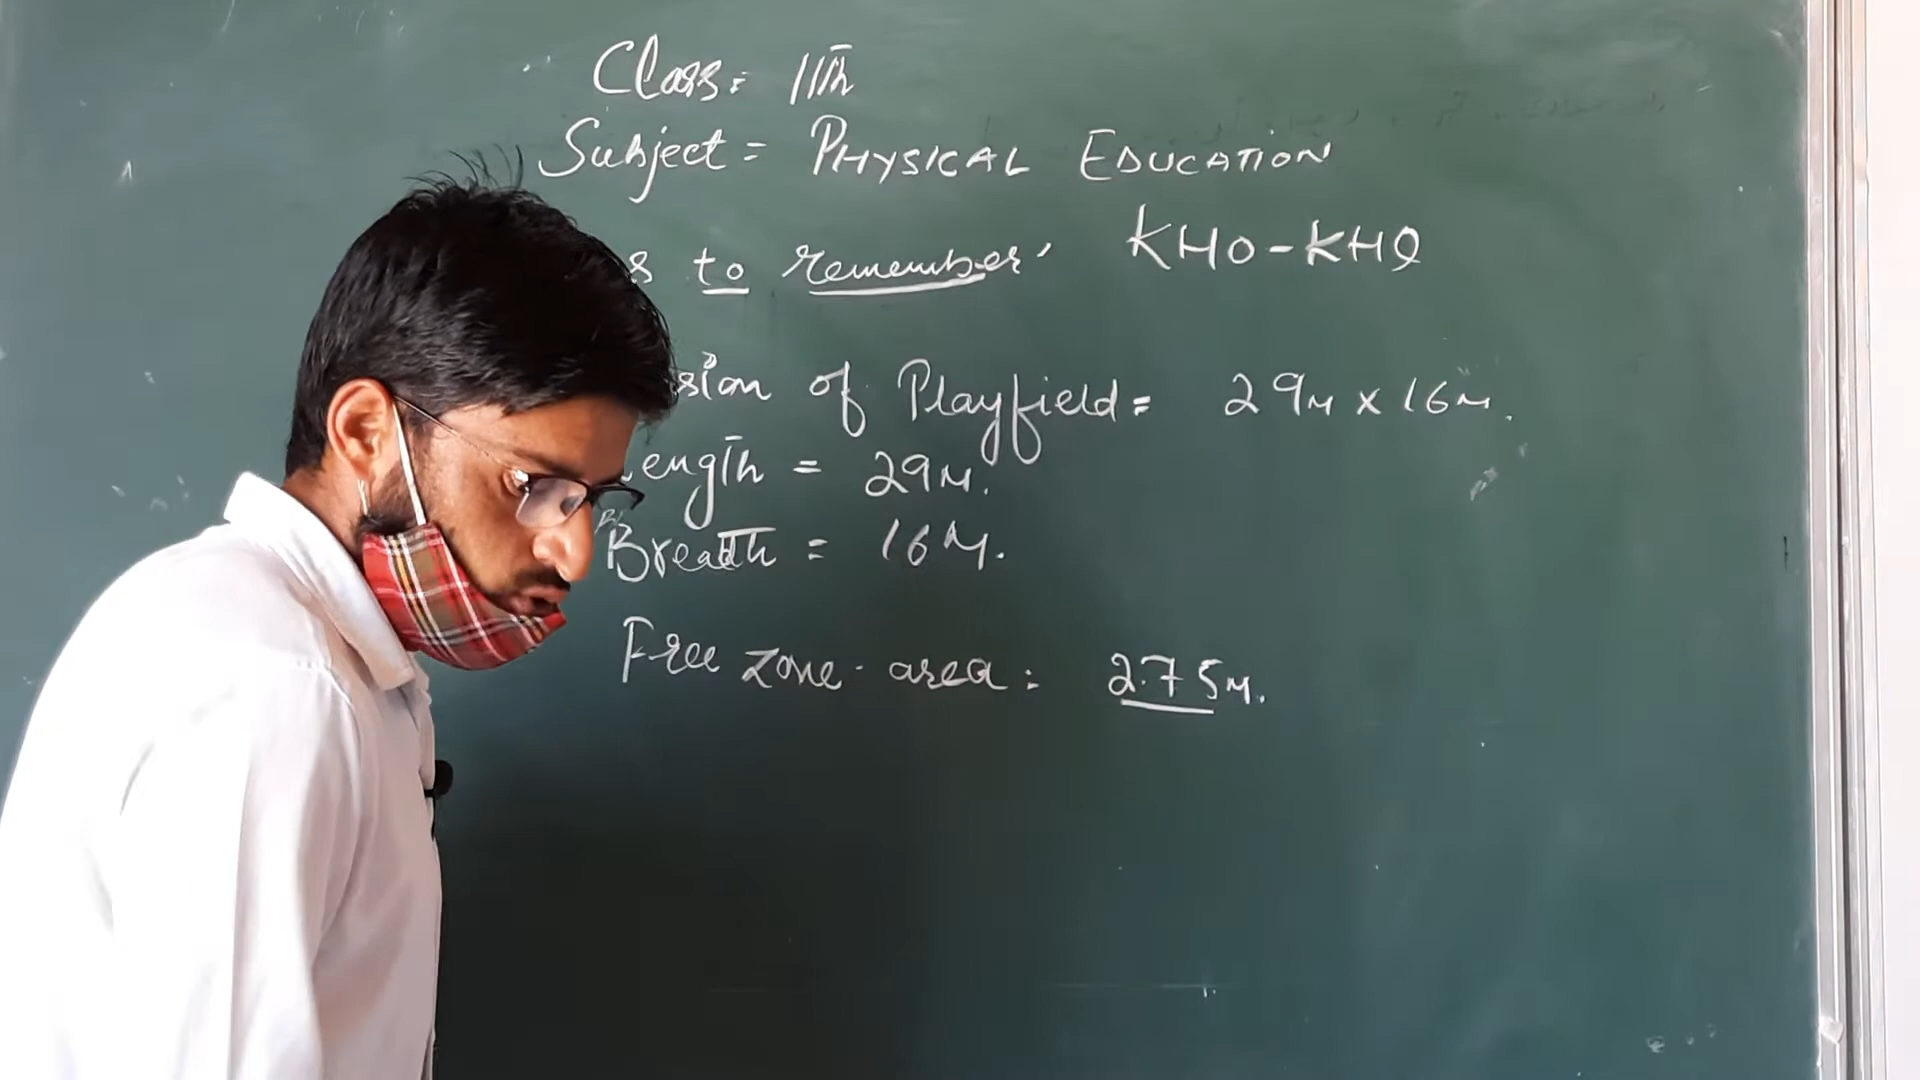 Class: 11th
Subject = PHYSICAL EDUCATION
to remember' KHO-KHO
of Playfield = 29M x 16M.
Length = 29M.
Breadth = 16M.
Free zone area: 2.75M.